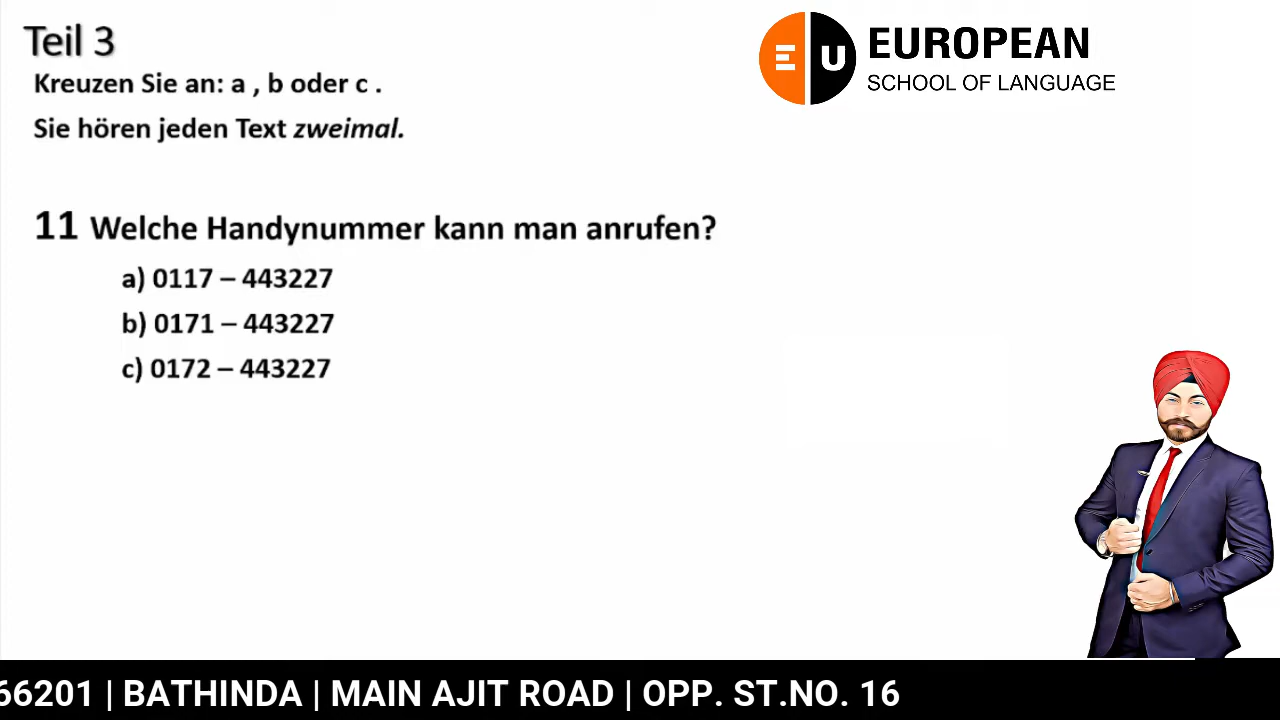 Teil 3
Kreuzen Sie an: a , b oder c .
Sie hören jeden Text zweimal.
E U EUROPEAN
SCHOOL OF LANGUAGE
11 Welche Handynummer kann man anrufen?
a) 0117 – 443227
b) 0171 – 443227
c) 0172 – 443227
66201 | BATHINDA | MAIN AJIT ROAD | OPP. ST.NO. 16